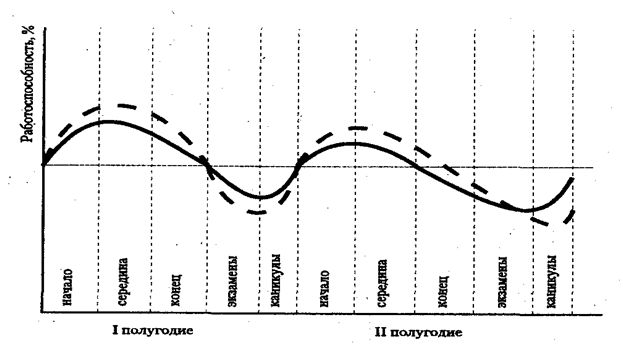 Работоспособность, %
начало
середина
конец
экзамены
каникулы
начало
середина
конец
экзамены
каникулы
I полугодие
II полугодие